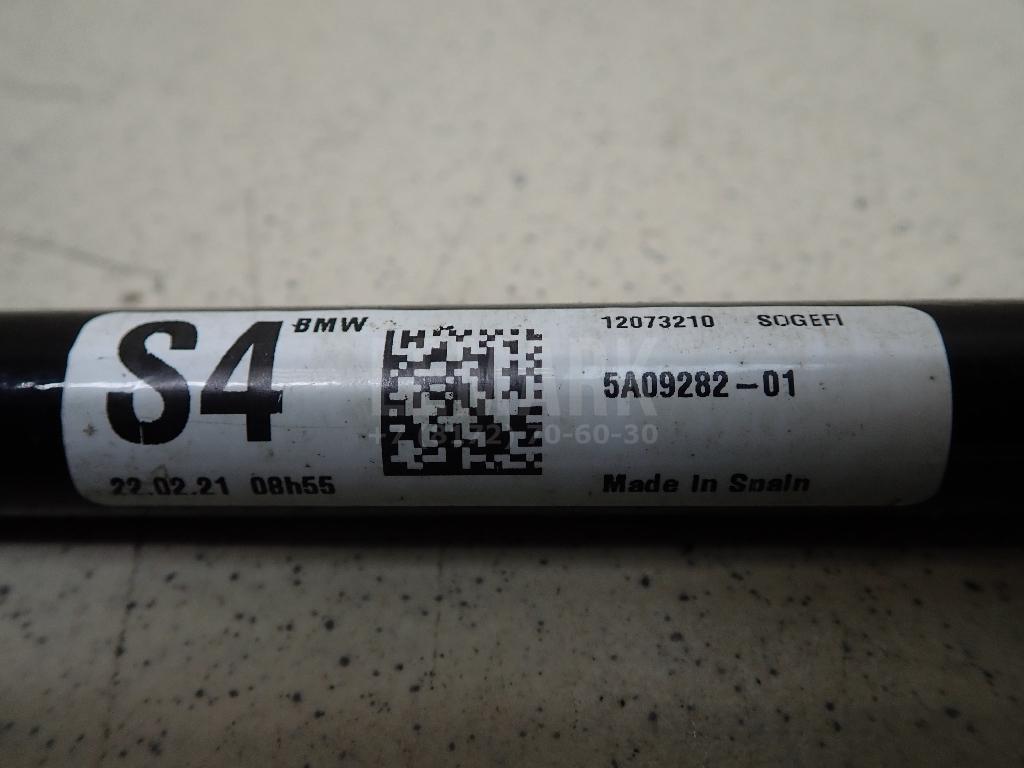 S4 BMW
12073210 SOGEFI
5A09282-01
22.02.21 08h55
Made In Spain